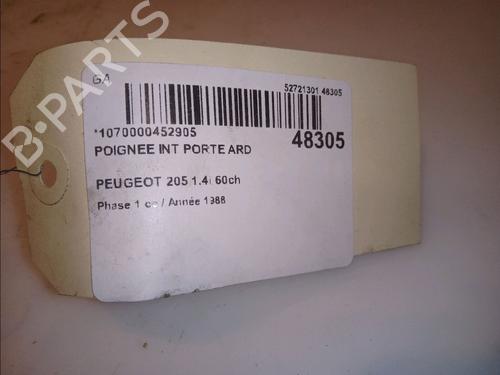 B-PARTS
GA
52721301 48305
*1070000452905
48305
POIGNEE INT PORTE ARD
PEUGEOT 205 1.4i 60ch
Phase 1 / Année 1988